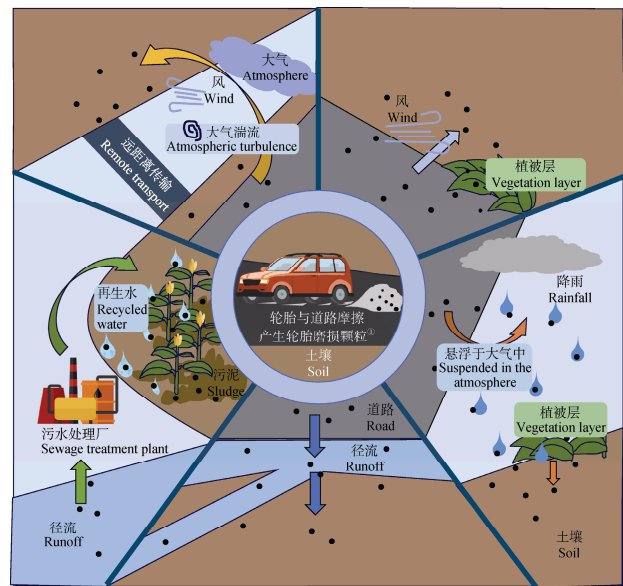 大气
Atmosphere
风
Wind
大气湍流
Atmospheric turbulence
远距离传输
Remote transport
风
Wind
植被层
Vegetation layer
降雨
Rainfall
悬浮于大气中
Suspended in the
atmosphere
植被层
Vegetation layer
土壤
Soil
再生水
Recycled
water
污泥
Sludge
污水处理厂
Sewage treatment plant
径流
Runoff
轮胎与道路摩擦
产生轮胎磨损颗粒①
土壤
Soil
道路
Road
径流
Runoff